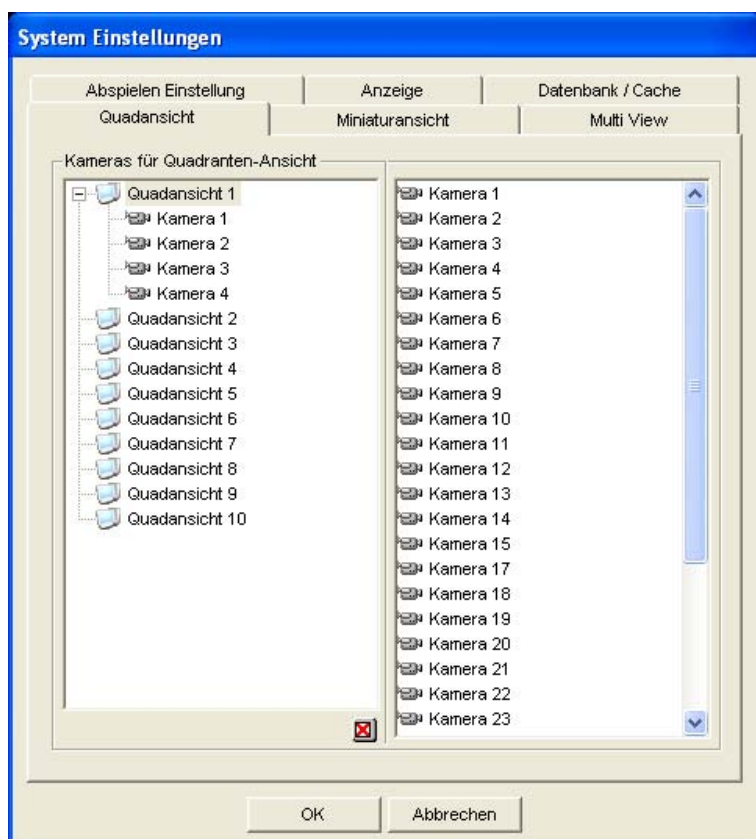 System Einstellungen
Abspielen Einstellung
Anzeige
Datenbank / Cache
Quadansicht
Miniaturansicht
Multi View
Kameras für Quadranten-Ansicht
Quadansicht 1
Kamera 1
Kamera 2
Kamera 3
Kamera 4
Quadansicht 2
Quadansicht 3
Quadansicht 4
Quadansicht 5
Quadansicht 6
Quadansicht 7
Quadansicht 8
Quadansicht 9
Quadansicht 10
Kamera 1
Kamera 2
Kamera 3
Kamera 4
Kamera 5
Kamera 6
Kamera 7
Kamera 8
Kamera 9
Kamera 10
Kamera 11
Kamera 12
Kamera 13
Kamera 14
Kamera 15
Kamera 17
Kamera 18
Kamera 19
Kamera 20
Kamera 21
Kamera 22
Kamera 23
OK
Abbrechen